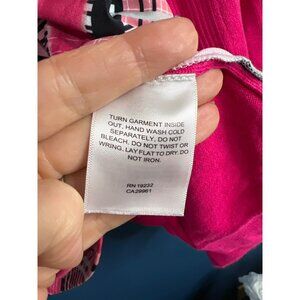 TURN GARMENT INSIDE
OUT. HAND WASH COLD
SEPARATELY, DO NOT
BLEACH. DO NOT TWIST OR
WRING. LAY FLAT TO DRY. DO
NOT IRON.
RN 19232
CA29961